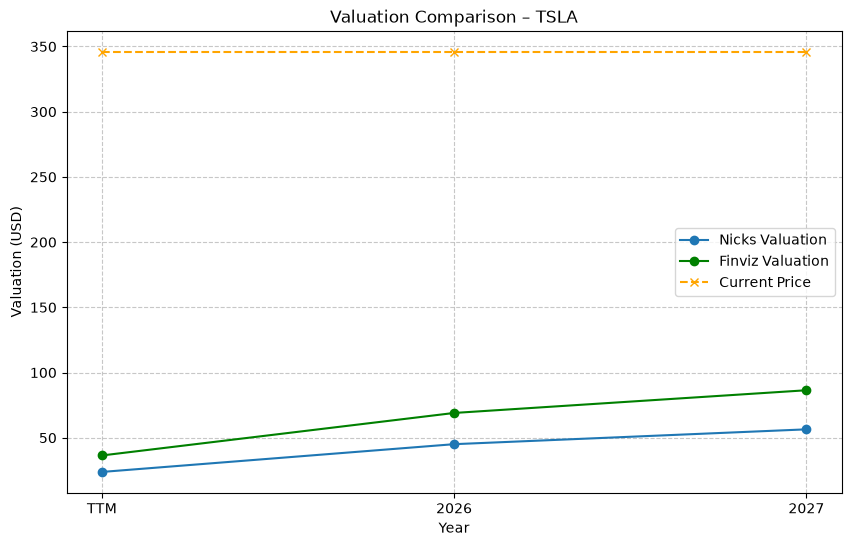 Valuation Comparison – TSLA
Valuation (USD)
350
300
250
200
150
100
50
Nicks Valuation
Finviz Valuation
Current Price
TTM
2026
2027
Year